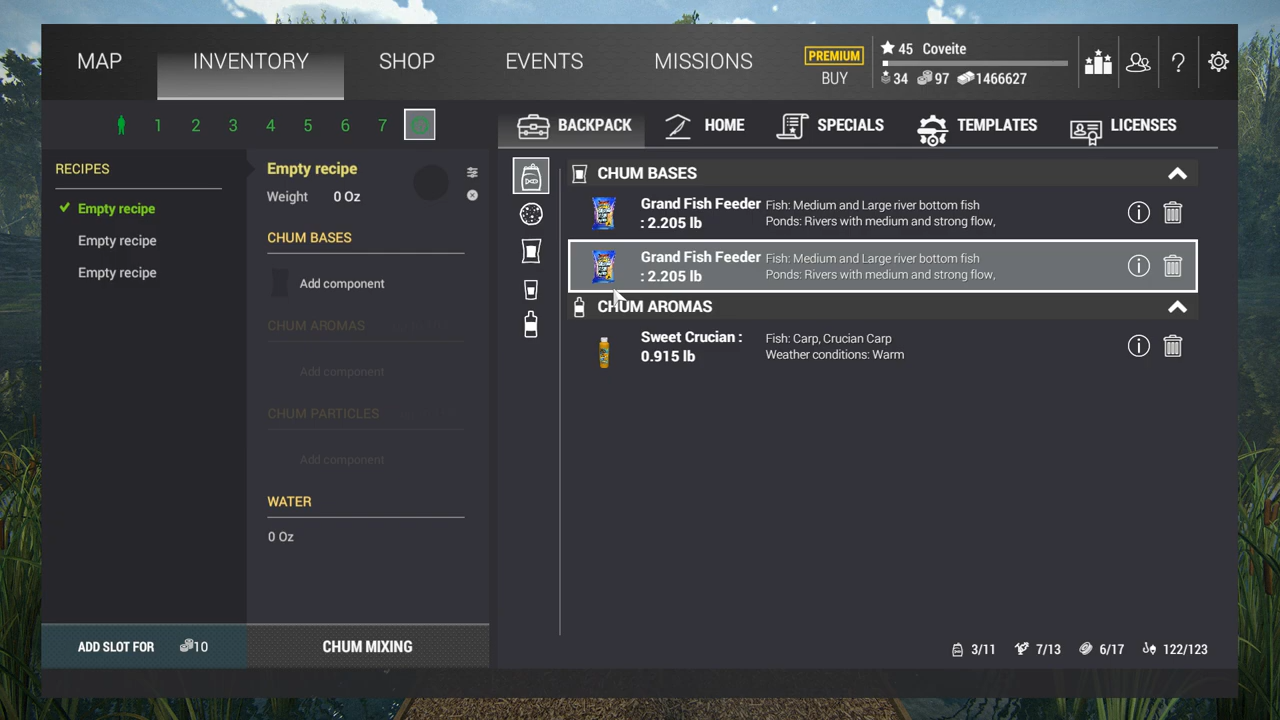 MAP
INVENTORY
SHOP
EVENTS
MISSIONS
PREMIUM
BUY
45 Coveite
34 97 1466627
?
1 2 3 4 5 6 7
BACKPACK
HOME
SPECIALS
TEMPLATES
LICENSES
RECIPES
Empty recipe
Empty recipe
Empty recipe
ADD SLOT FOR 10
Empty recipe
Weight 0 Oz
CHUM BASES
Add component
CHUM AROMAS
Add component
CHUM PARTICLES
Add component
WATER
0 Oz
CHUM MIXING
CHUM BASES
Grand Fish Feeder
: 2.205 lb
Fish: Medium and Large river bottom fish
Ponds: Rivers with medium and strong flow,
Grand Fish Feeder
: 2.205 lb
Fish: Medium and Large river bottom fish
Ponds: Rivers with medium and strong flow,
CHUM AROMAS
Sweet Crucian :
0.915 lb
Fish: Carp, Crucian Carp
Weather conditions: Warm
3/11 7/13 6/17 122/123